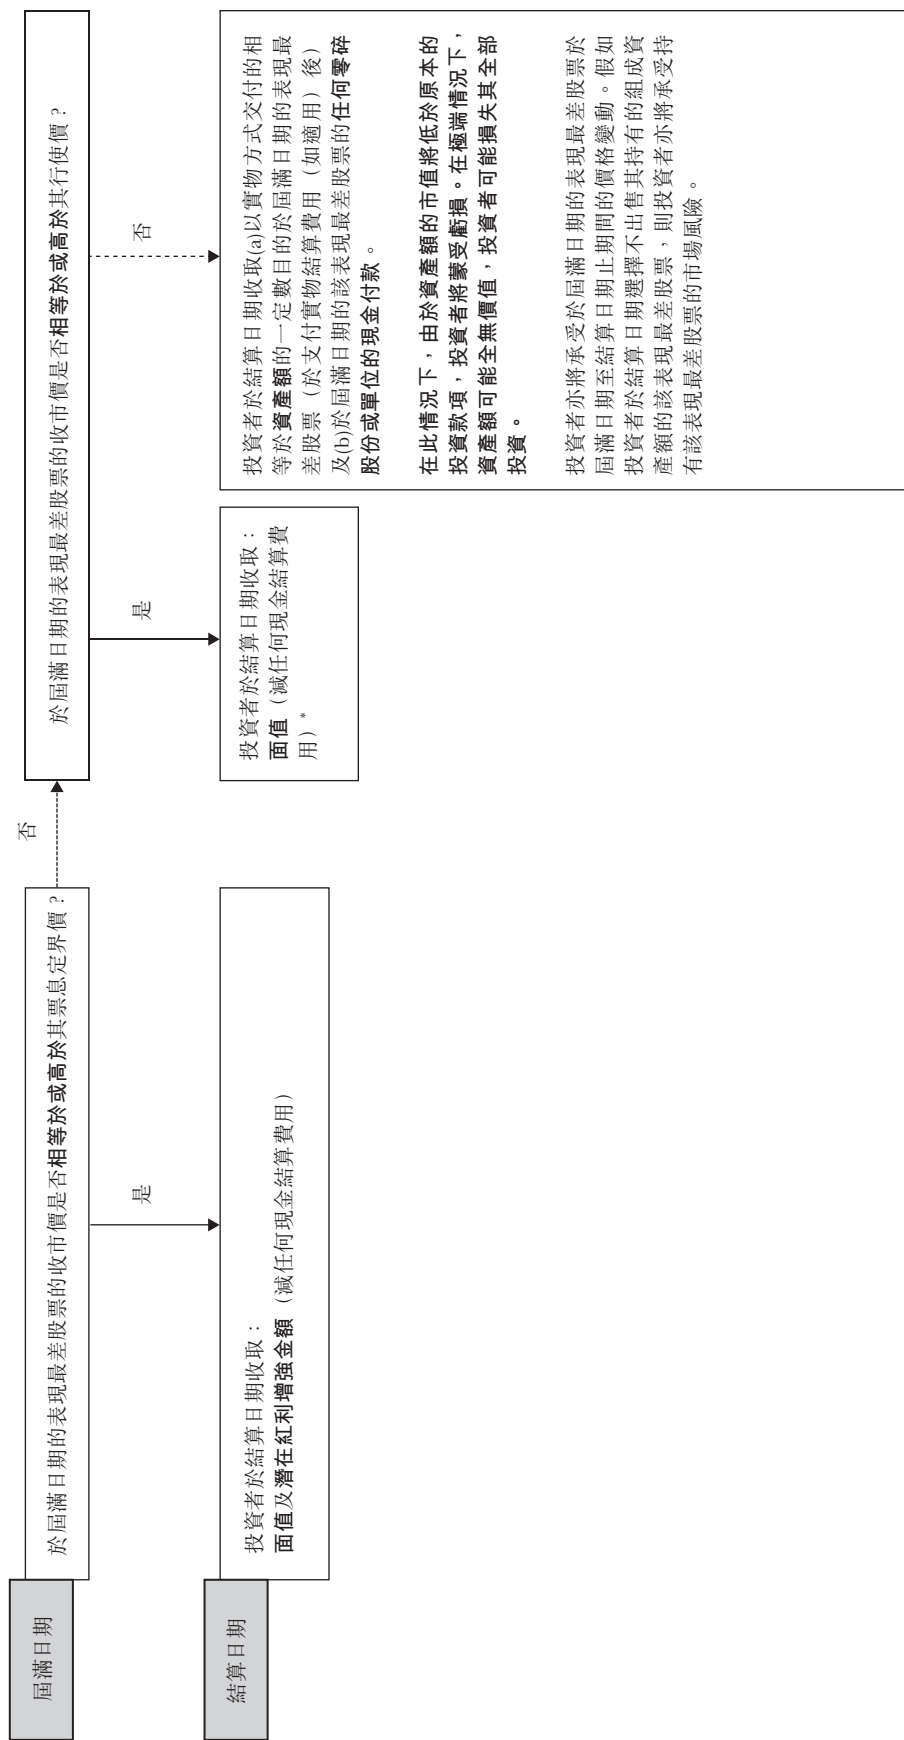 屆滿日期
於屆滿日期的表現最差股票的收市價是否相等於或高於其票息定界價？
否
於屆滿日期的表現最差股票的收市價是否相等於或高於其行使價？
是
是
否
結算日期
投資者於結算日期收取：
面值及潛在紅利增強金額（減任何現金結算費用）
投資者於結算日期收取：
面值（減任何現金結算費
用）*
投資者於結算日期收取(a)以實物方式交付的相
等於資產額的一定數目的於屆滿日期的表現最
差股票（於支付實物結算費用（如適用）後）
及(b)於屆滿日期的該表現最差股票的任何零碎
股份或單位的現金付款。
在此情況下，由於資產額的市值將低於原本的
投資款項，投資者將蒙受虧損。在極端情況下，
資產額可能全無價值，投資者可能損失其全部
投資。
投資者亦將承受於屆滿日期的表現最差股票於
屆滿日期至結算日期止期間的價格變動。假如
投資者於結算日期選擇不出售其持有的組成資
產額的該表現最差股票，則投資者亦將承受持
有該表現最差股票的市場風險。